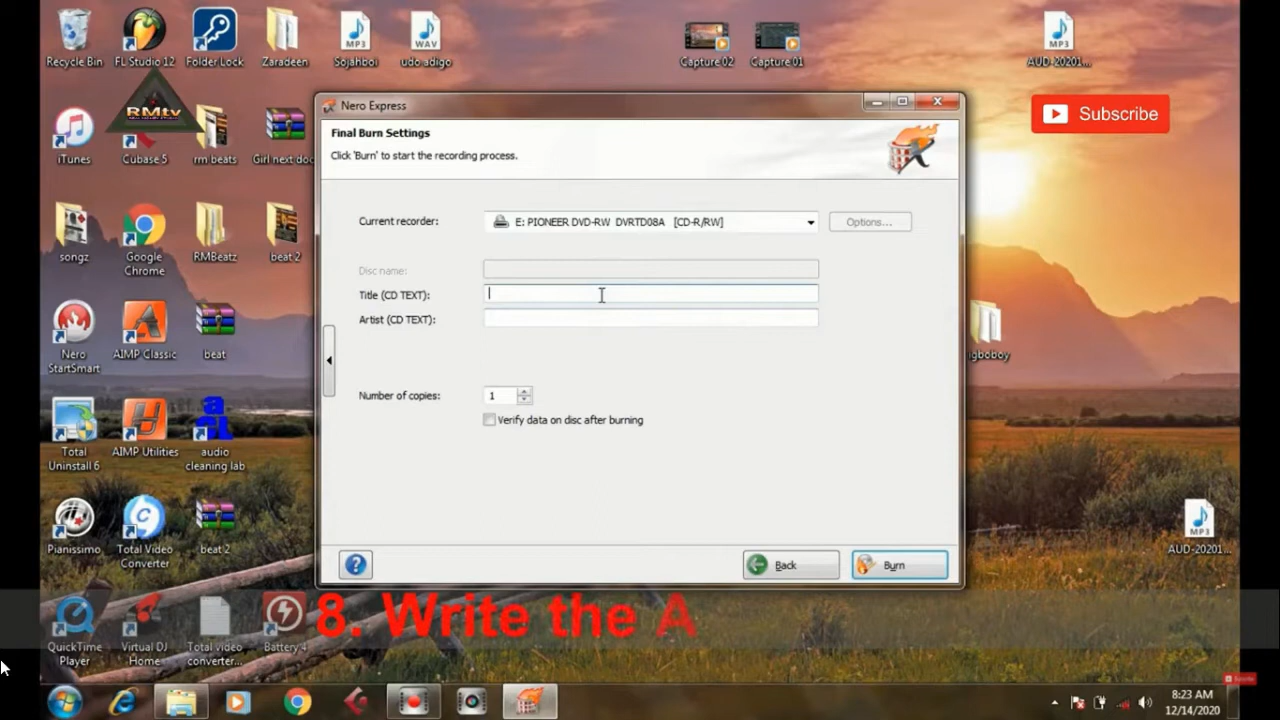 Recycle Bin
FL Studio 12
Folder Lock
Zaradeen
MP3
Sojahboi
WAV
udo adigo
Capture 02
Capture 01
MP3
AUD-20201...
RMtv
iTunes
Cubase 5
rm beats
Girl next doo
Subscribe
Nero Express
Final Burn Settings
Click 'Burn' to start the recording process.
Current recorder:
E: PIONEER DVD-RW DVRTD08A [CD-R/RW]
Options...
Disc name:
Title (CD TEXT):
Artist (CD TEXT):
Number of copies:
1
Verify data on disc after burning
Back
Burn
songz
Google
Chrome
RMBeatz
beat 2
Nero
StartSmart
AIMP Classic
beat
igboboy
Total
Uninstall 6
AIMP Utilities
audio
cleaning lab
Pianissimo
Total Video
Converter
beat 2
MP3
AUD-20201...
8. Write the A
QuickTime
Player
Virtual DJ
Home
Total video
converter...
Battery 4
8:23 AM
12/14/2020